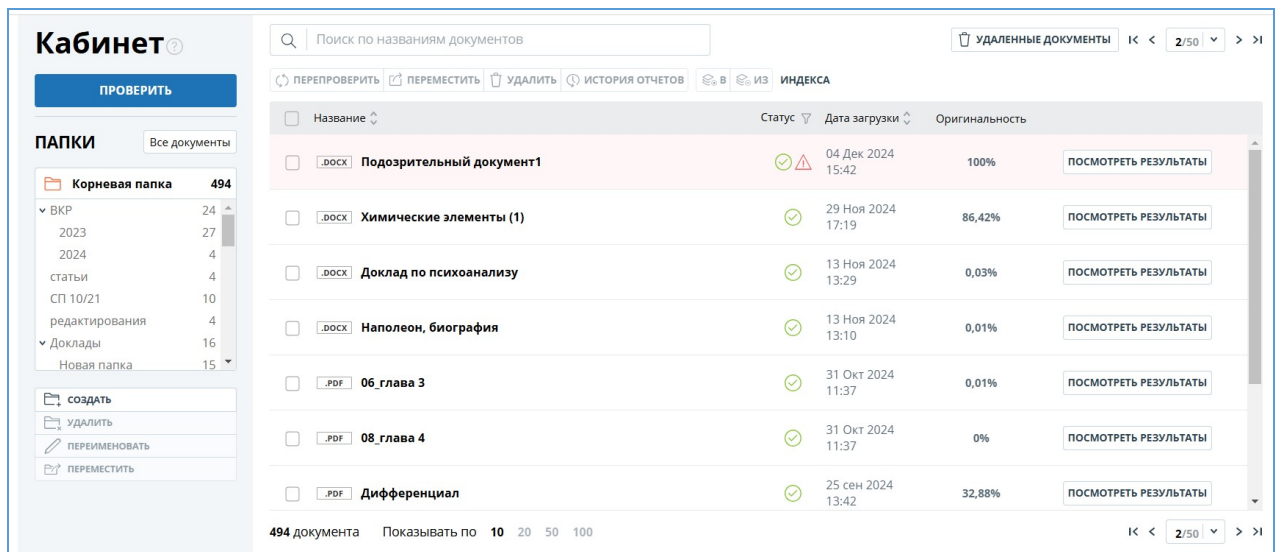 Кабинет ?
ПРОВЕРИТЬ
ПАПКИ Все документы
Корневая папка 494
ВКР 24
2023 27
2024 4
статьи 4
СП 10/21 10
редактирования 4
Доклады 16
Новая папка 15
СОЗДАТЬ
УДАЛИТЬ
ПЕРЕИМЕНОВАТЬ
ПЕРЕМЕСТИТЬ
Поиск по названиям документов
УДАЛЕННЫЕ ДОКУМЕНТЫ 2/50
ПЕРЕПРОВЕРИТЬ ПЕРЕМЕСТИТЬ УДАЛИТЬ ИСТОРИЯ ОТЧЕТОВ В ИЗ ИНДЕКСА
Название Статус Дата загрузки Оригинальность
.DOCX Подозрительный документ1 04 Дек 2024 15:42 100% ПОСМОТРЕТЬ РЕЗУЛЬТАТЫ
.DOCX Химические элементы (1) 29 Ноя 2024 17:19 86,42% ПОСМОТРЕТЬ РЕЗУЛЬТАТЫ
.DOCX Доклад по психоанализу 13 Ноя 2024 13:29 0,03% ПОСМОТРЕТЬ РЕЗУЛЬТАТЫ
.DOCX Наполеон, биография 13 Ноя 2024 13:10 0,01% ПОСМОТРЕТЬ РЕЗУЛЬТАТЫ
.PDF 06_глава 3 31 Окт 2024 11:37 0,01% ПОСМОТРЕТЬ РЕЗУЛЬТАТЫ
.PDF 08_глава 4 31 Окт 2024 11:37 0% ПОСМОТРЕТЬ РЕЗУЛЬТАТЫ
.PDF Дифференциал 25 сен 2024 13:42 32,88% ПОСМОТРЕТЬ РЕЗУЛЬТАТЫ
494 документа Показывать по 10 20 50 100 2/50